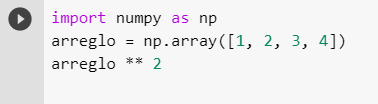 import numpy as np
arreglo = np.array([1, 2, 3, 4])
arreglo ** 2